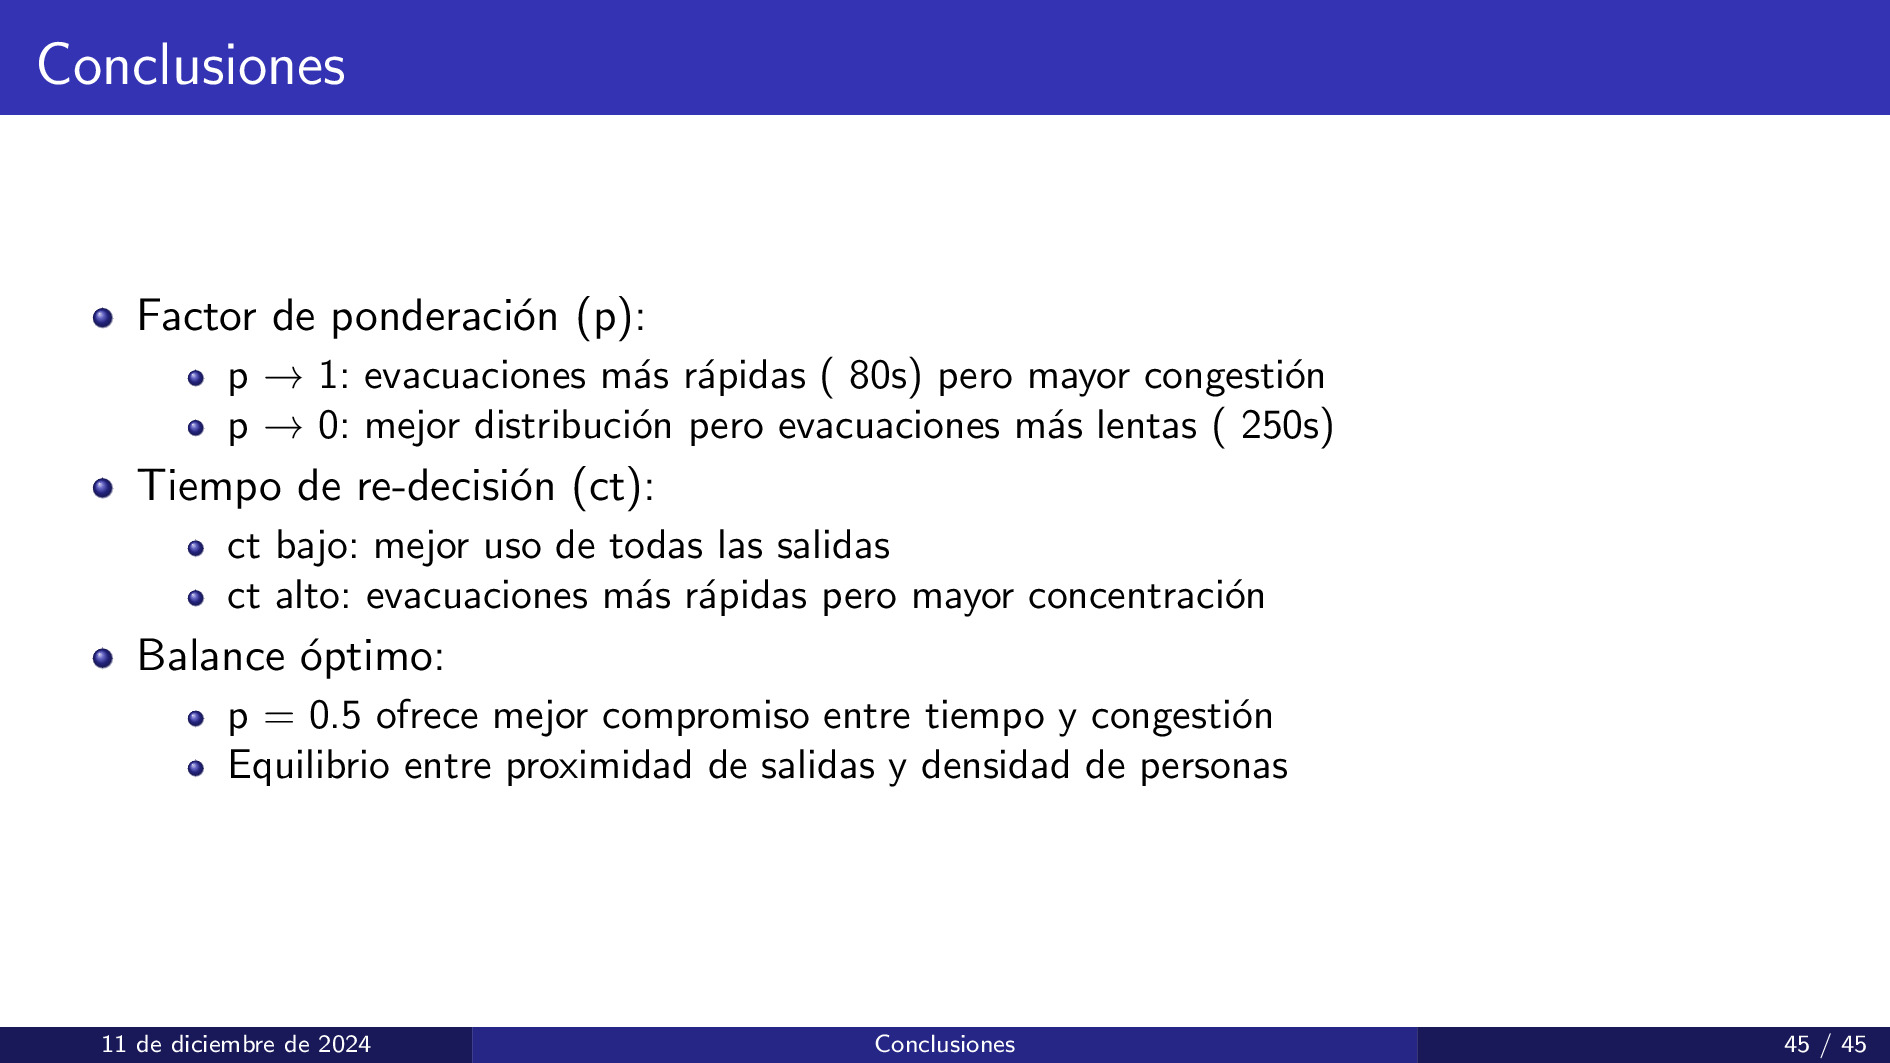 Conclusiones
Factor de ponderación (p):
p → 1: evacuaciones más rápidas ( 80s) pero mayor congestión
p → 0: mejor distribución pero evacuaciones más lentas ( 250s)
Tiempo de re-decisión (ct):
ct bajo: mejor uso de todas las salidas
ct alto: evacuaciones más rápidas pero mayor concentración
Balance óptimo:
p = 0.5 ofrece mejor compromiso entre tiempo y congestión
Equilibrio entre proximidad de salidas y densidad de personas
11 de diciembre de 2024
Conclusiones
45 / 45